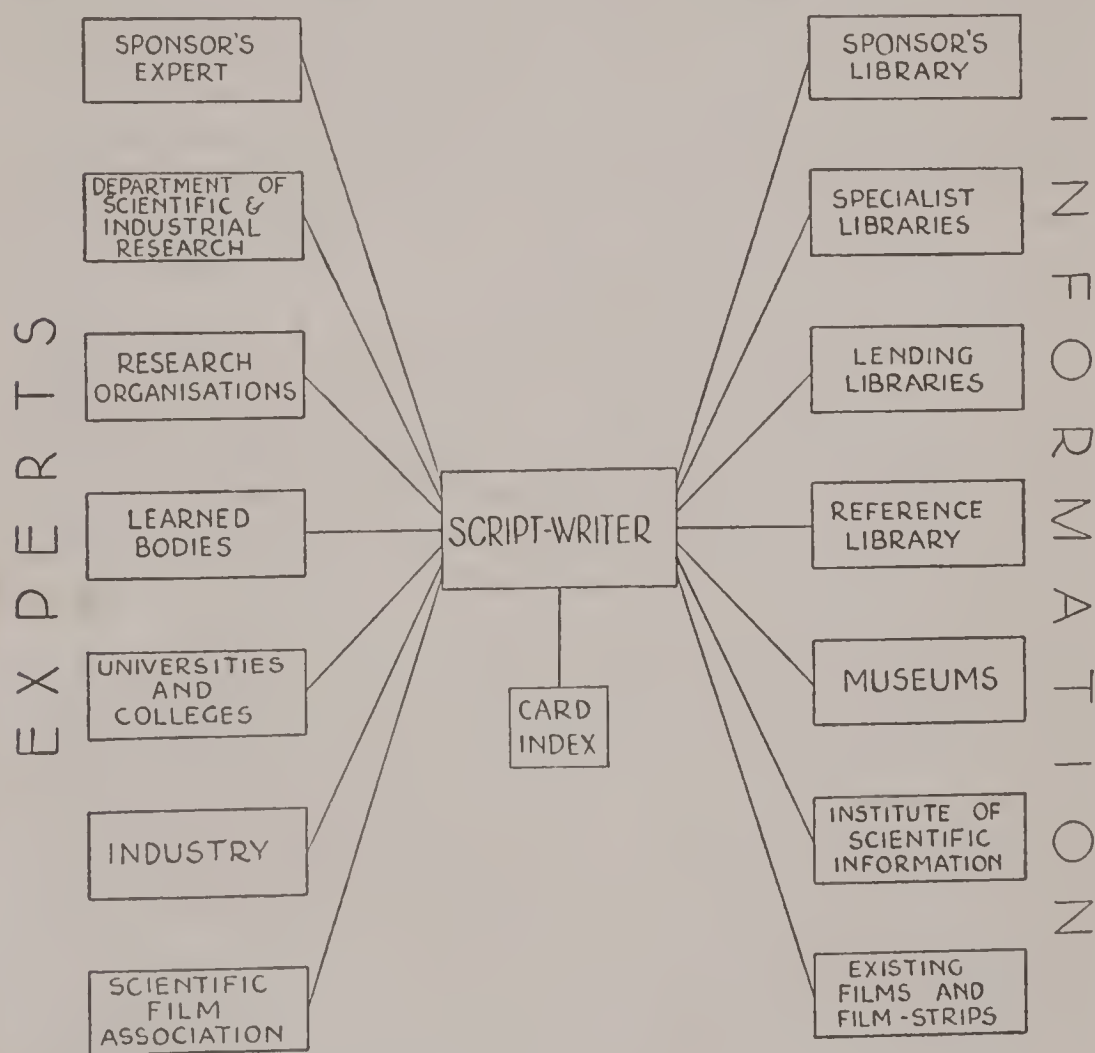 EXPERTS
SPONSOR'S
EXPERT
DEPARTMENT OF
SCIENTIFIC &
INDUSTRIAL
RESEARCH
RESEARCH
ORGANISATIONS
LEARNED
BODIES
UNIVERSITIES
AND
COLLEGES
INDUSTRY
SCIENTIFIC
FILM
ASSOCIATION
SCRIPT-WRITER
CARD
INDEX
SPONSOR'S
LIBRARY
SPECIALIST
LIBRARIES
LENDING
LIBRARIES
REFERENCE
LIBRARY
MUSEUMS
INSTITUTE OF
SCIENTIFIC
INFORMATION
EXISTING
FILMS AND
FILM-STRIPS
INFORMATION